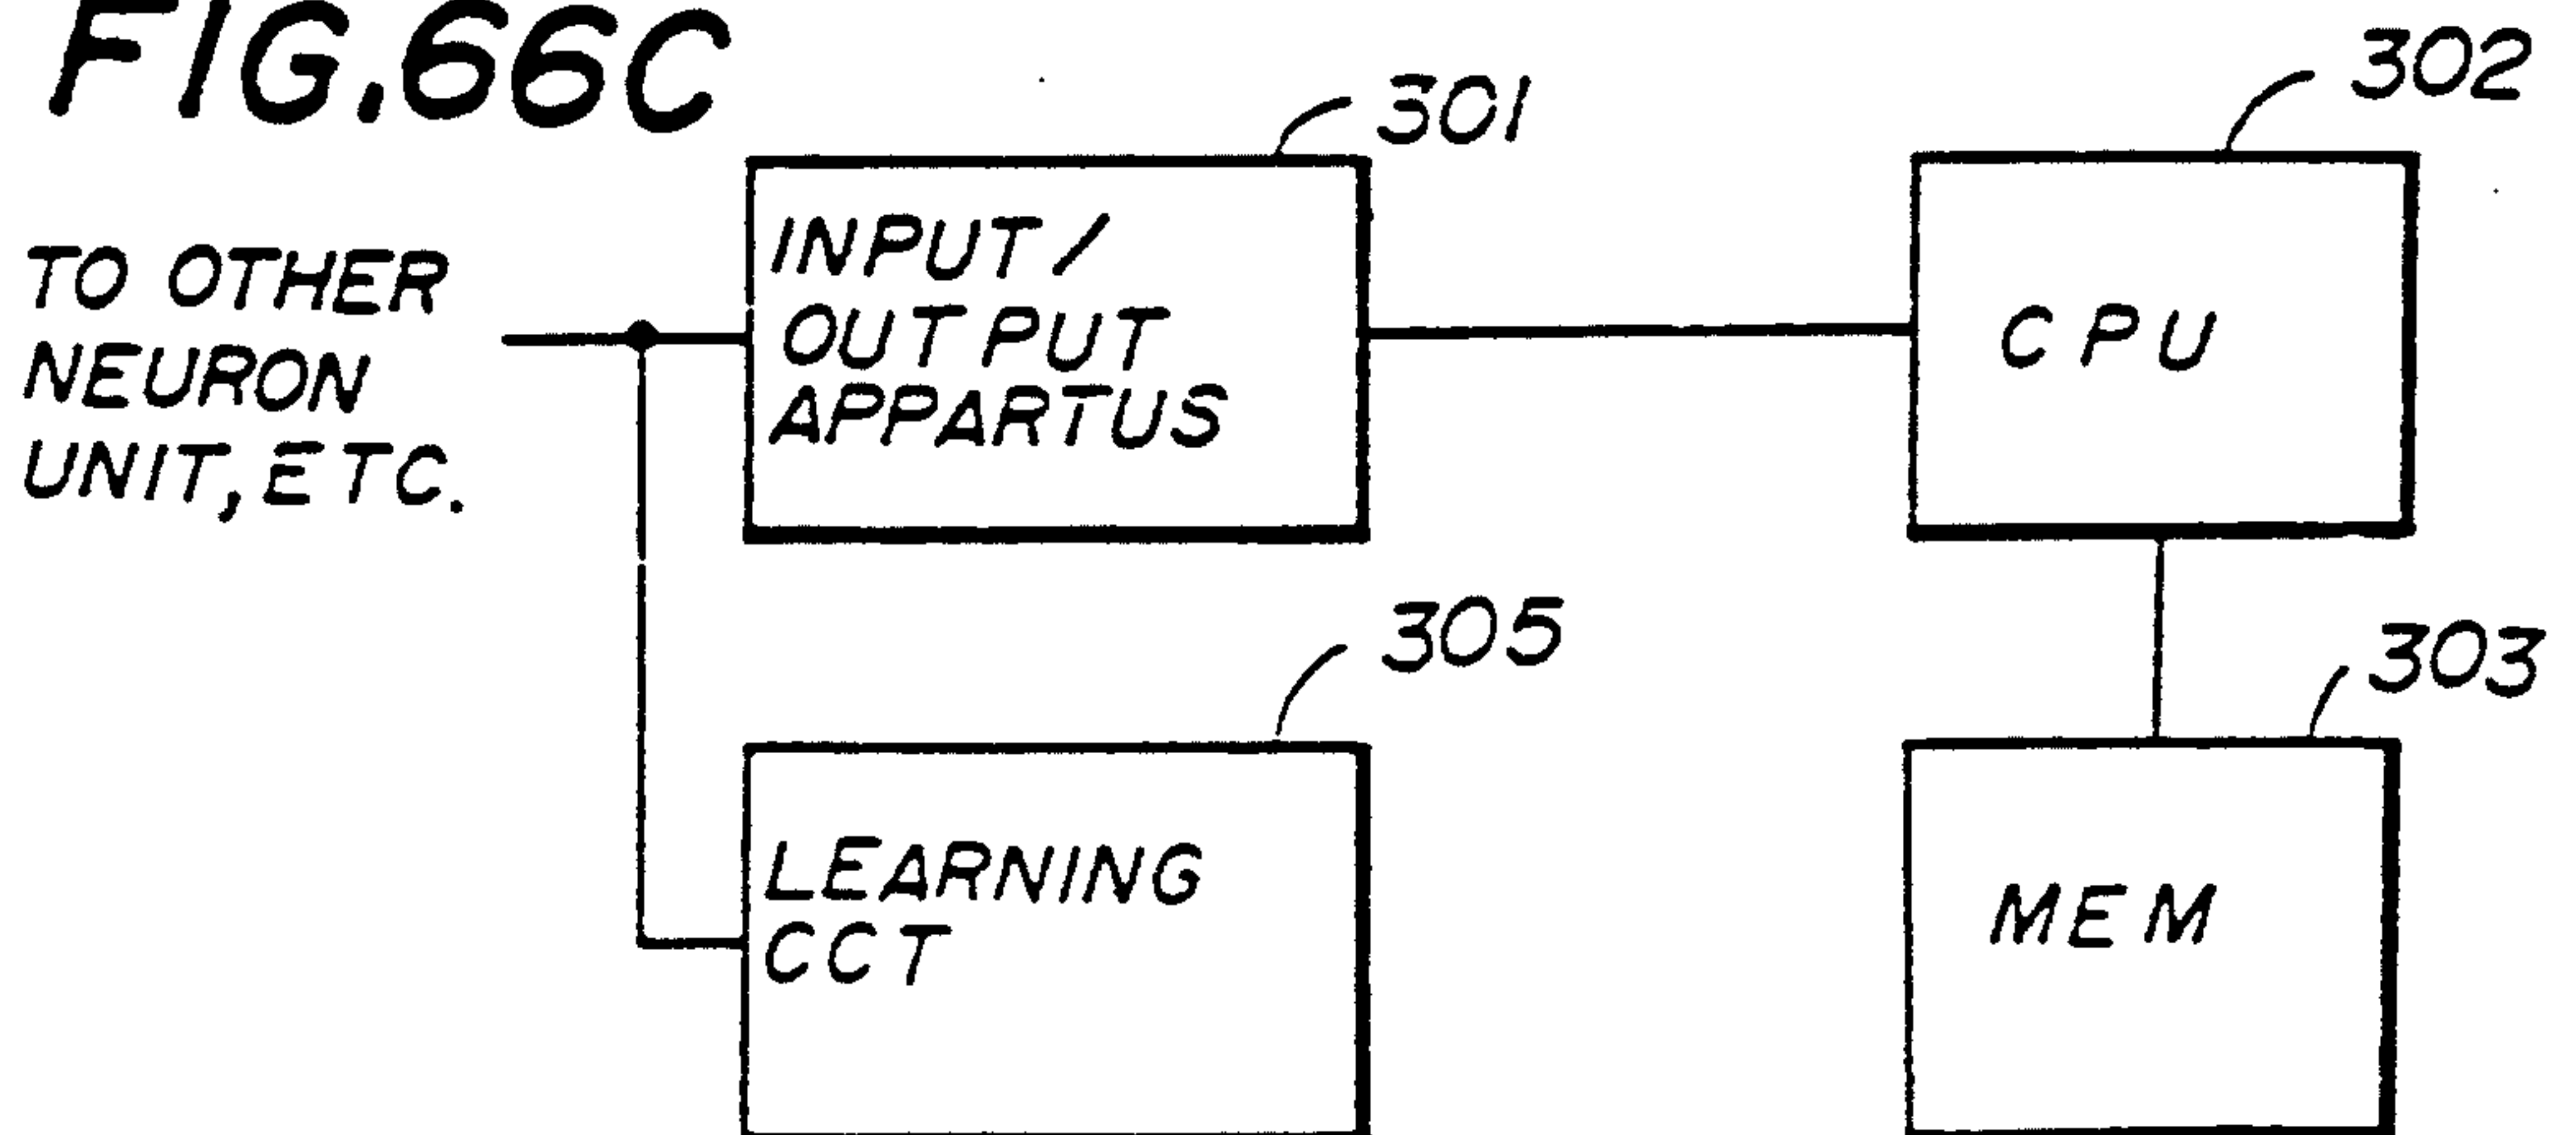 FIG.66C
301
302
TO OTHER
NEURON
UNIT, ETC.
INPUT/
OUTPUT
APPARTUS
CPU
305
303
LEARNING
CCT
MEM